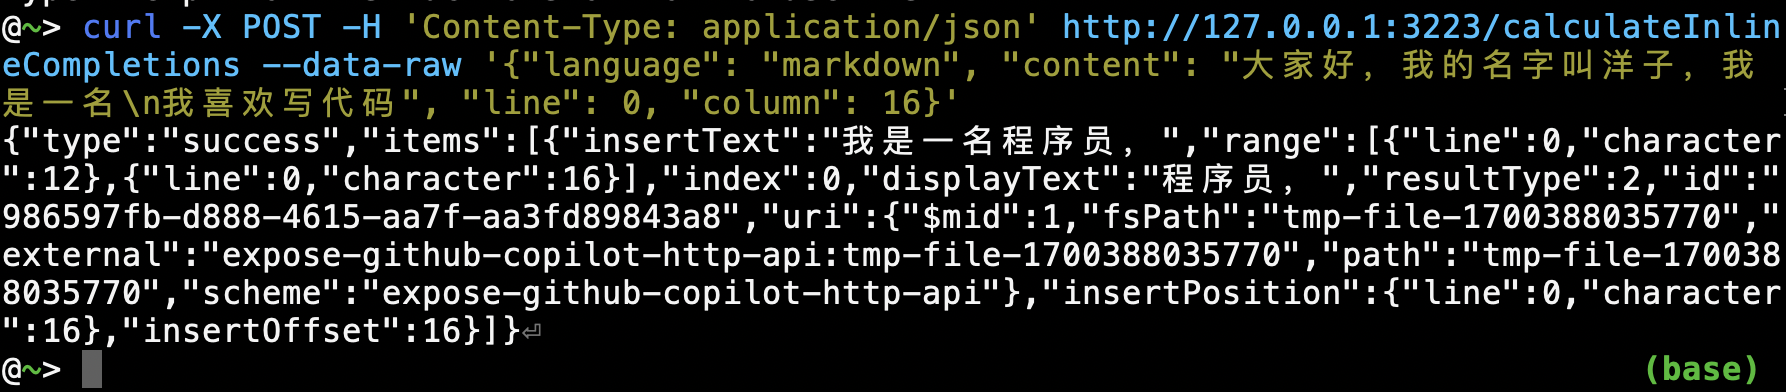 @~> curl -X POST -H 'Content-Type: application/json' http://127.0.0.1:3223/calculateInlin
eCompletions --data-raw '{"language": "markdown", "content": "大家好，我的名字叫洋子，我
是一名\n我喜欢写代码", "line": 0, "column": 16}'
{"type":"success","items":[{"insertText":"我是一名程序员，","range":[{"line":0,"character
":12},{"line":0,"character":16}],"index":0,"displayText":"程序员，","resultType":2,"id":"
986597fb-d888-4615-aa7f-aa3fd89843a8","uri":{"$mid":1,"fsPath":"tmp-file-1700388035770","
external":"expose-github-copilot-http-api:tmp-file-1700388035770","path":"tmp-file-170038
8035770","scheme":"expose-github-copilot-http-api"},"insertPosition":{"line":0,"character
":16},"insertOffset":16}]}⏎
@~> (base)